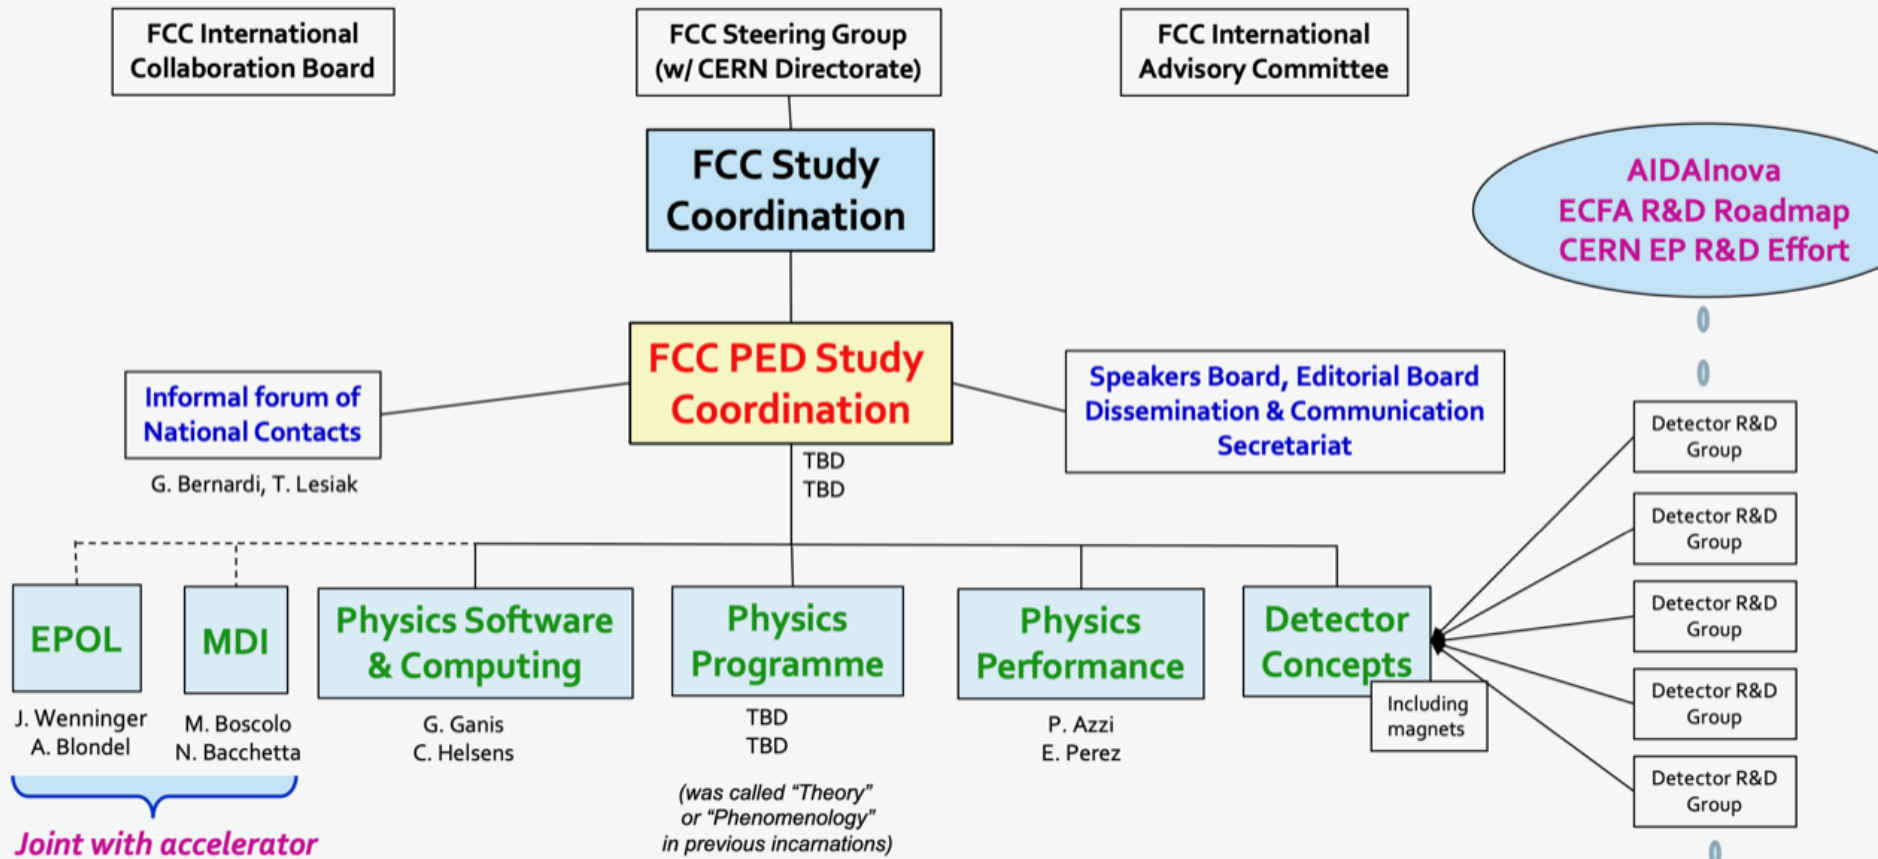 FCC International
Collaboration Board
FCC Steering Group
(w/ CERN Directorate)
FCC International
Advisory Committee
FCC Study
Coordination
AIDAInova
ECFA R&D Roadmap
CERN EP R&D Effort
FCC PED Study
Coordination
TBD
TBD
Informal forum of
National Contacts
G. Bernardi, T. Lesiak
Speakers Board, Editorial Board
Dissemination & Communication
Secretariat
Detector R&D
Group
Detector R&D
Group
Detector R&D
Group
Detector R&D
Group
Detector R&D
Group
EPOL
J. Wenninger
A. Blondel
MDI
M. Boscolo
N. Bacchetta
Joint with accelerator
Physics Software
& Computing
G. Ganis
C. Helsens
Physics
Programme
TBD
TBD
(was called “Theory”
or “Phenomenology”
in previous incarnations)
Physics
Performance
P. Azzi
E. Perez
Detector
Concepts
Including
magnets